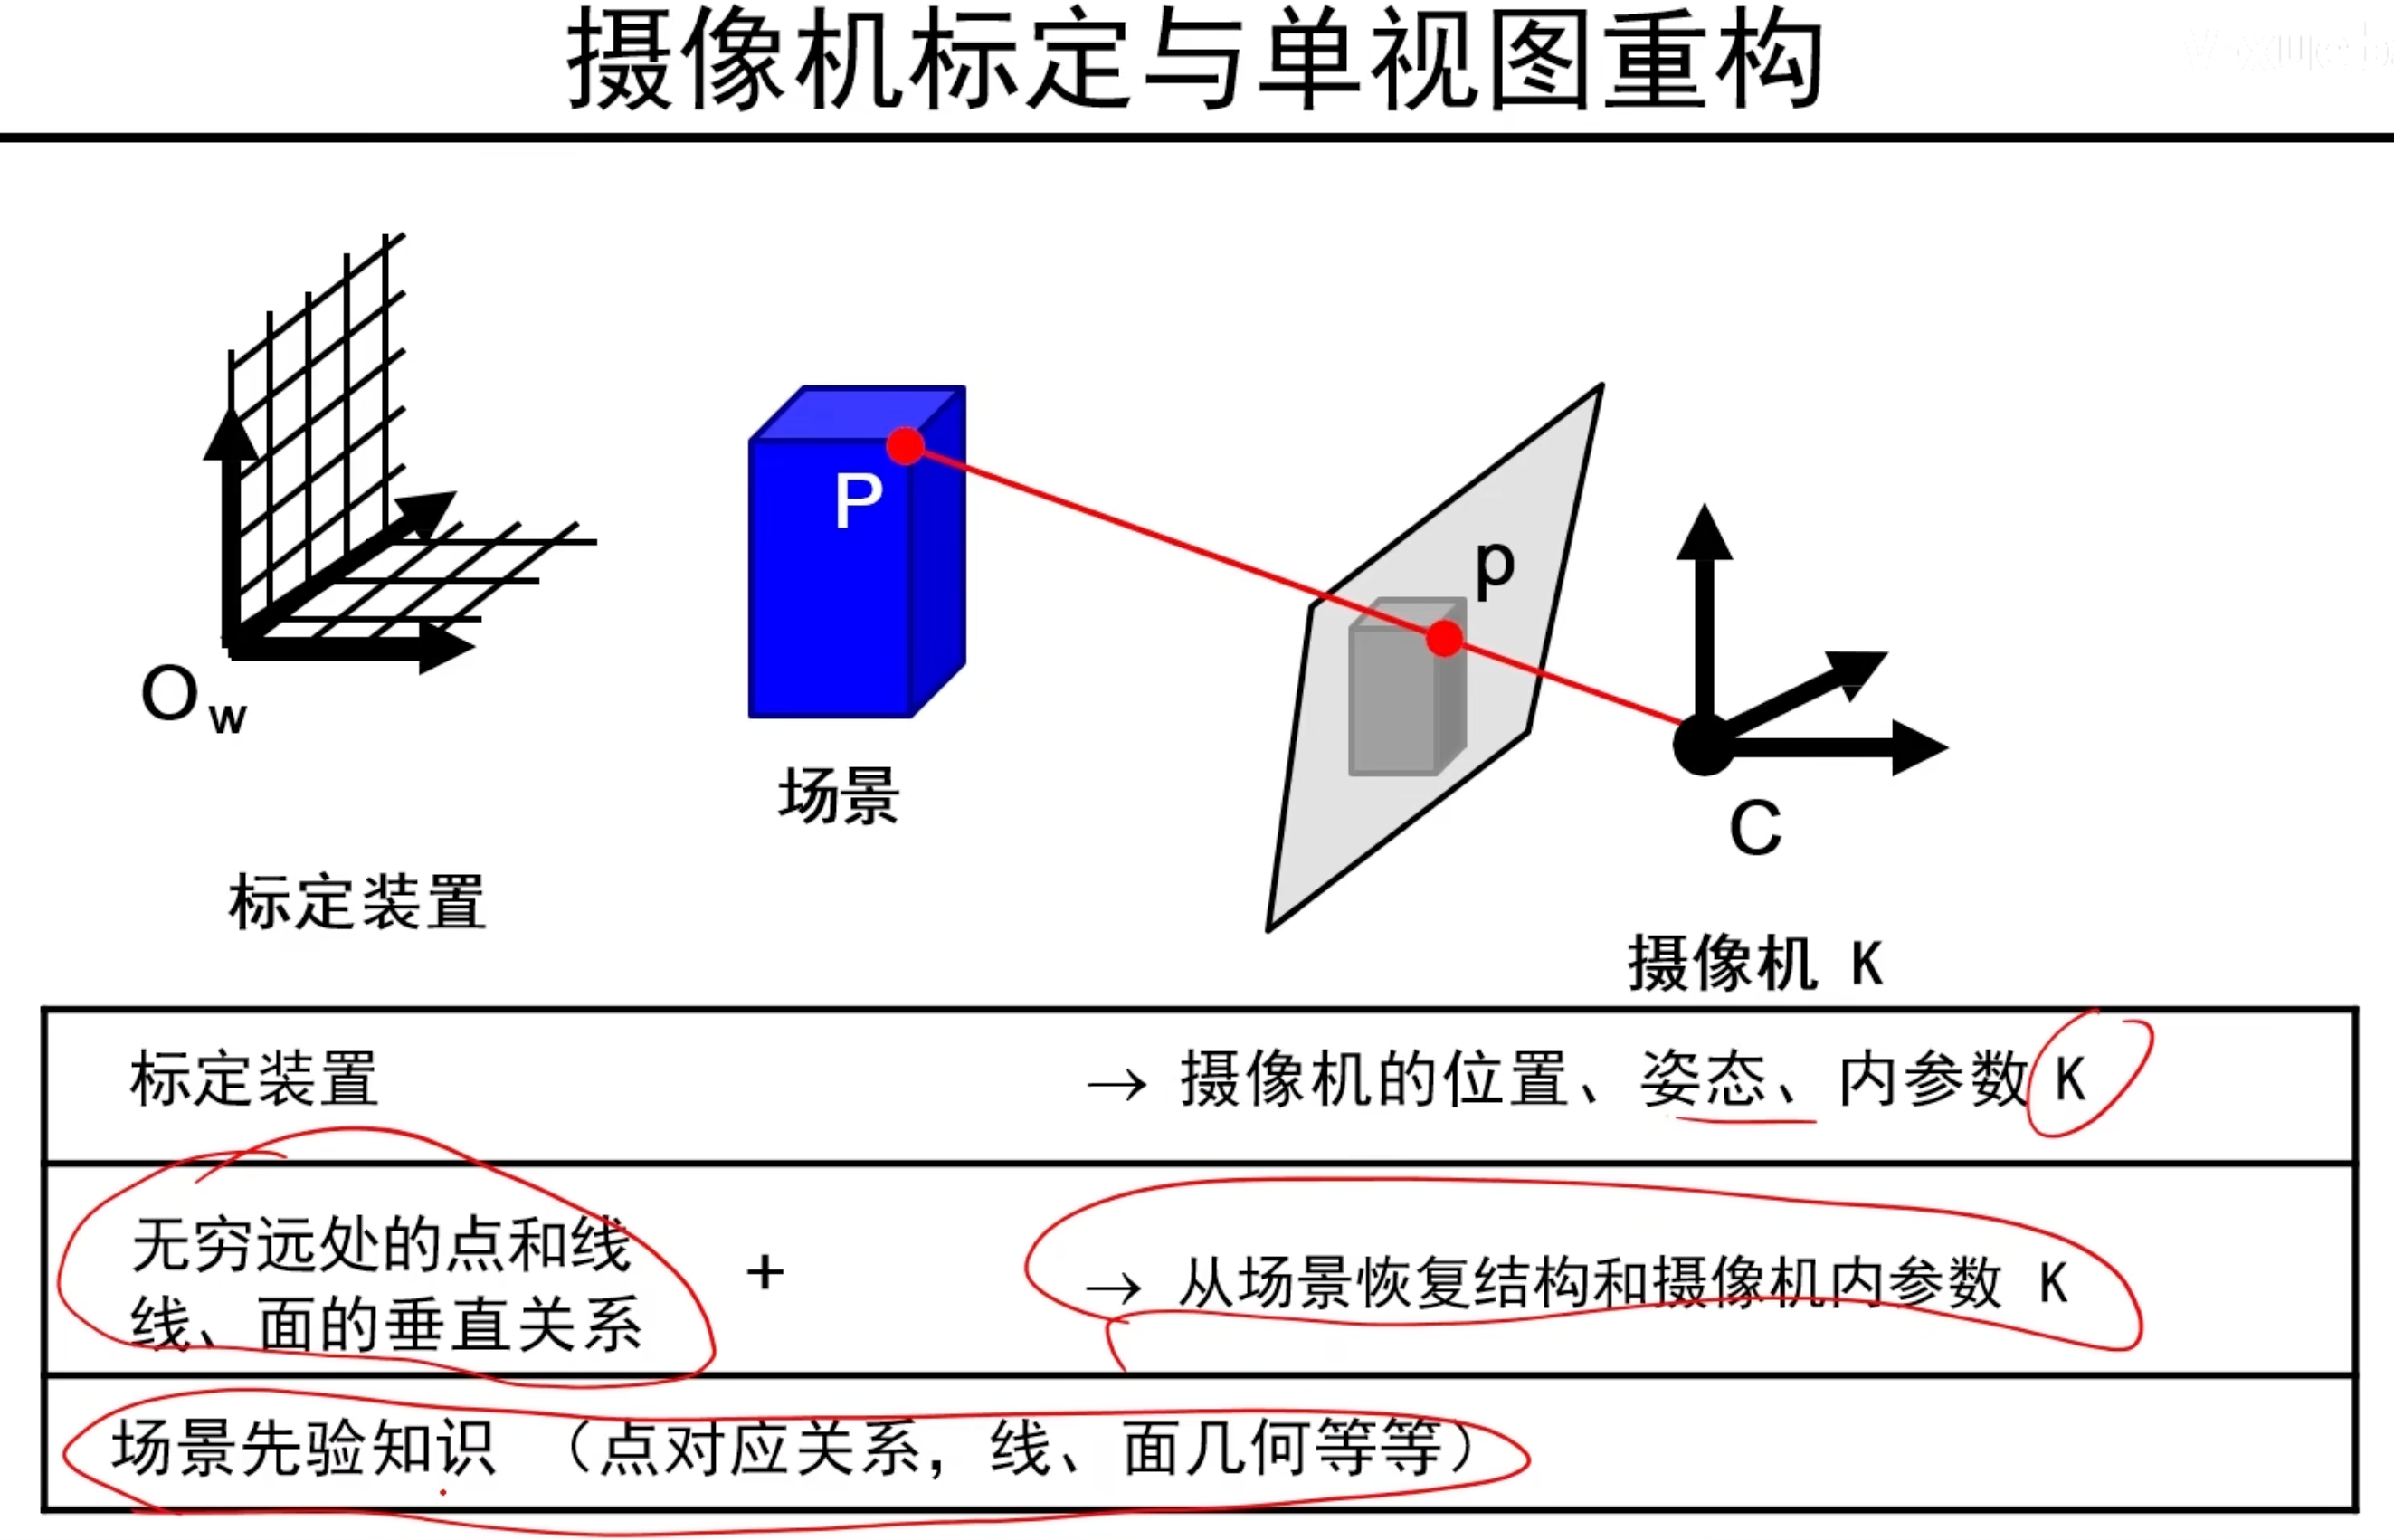 摄像机标定与单视图重构
P
p
O w
场景
C
标定装置
摄像机 K
标定装置 → 摄像机的位置、姿态、内参数 K
无穷远处的点和线
线、面的垂直关系
+ → 从场景恢复结构和摄像机内参数 K
场景先验知识 （点对应关系，线、面几何等等）